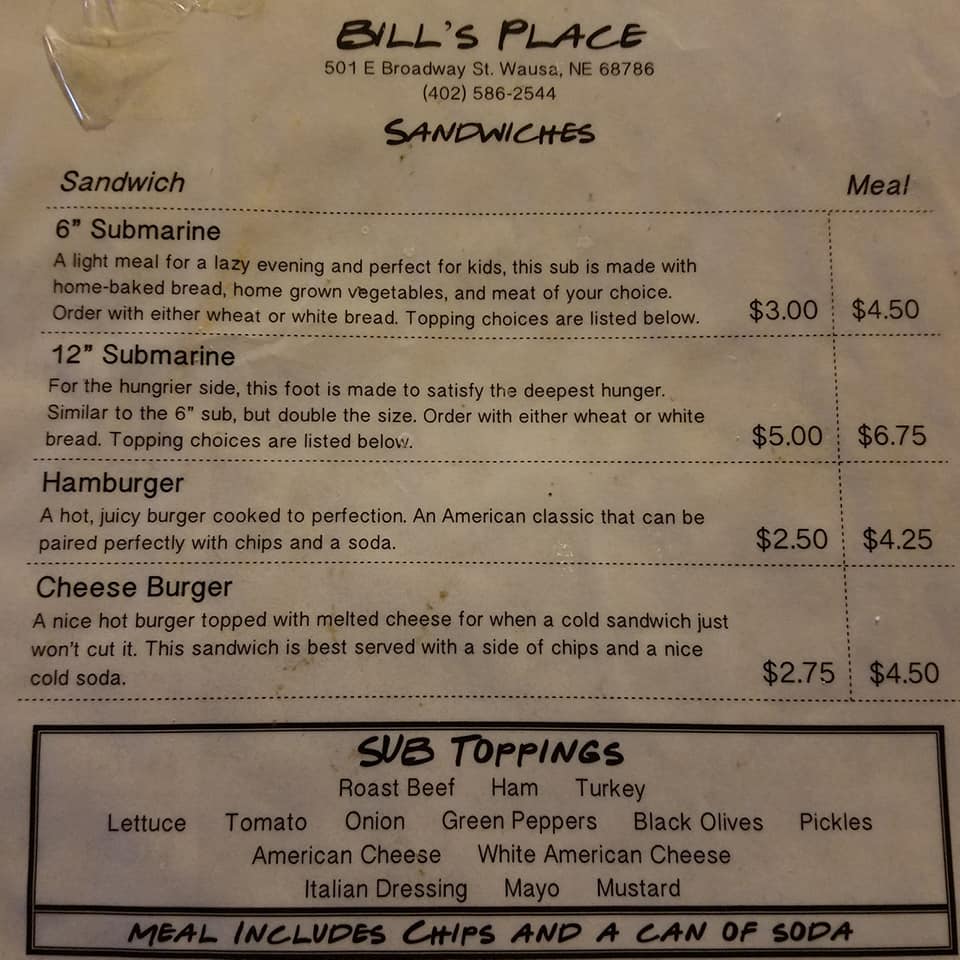 BILL'S PLACE
501 E Broadway St. Wausa, NE 68786
(402) 586-2544
SANDWICHES
Sandwich Meal
6” Submarine
A light meal for a lazy evening and perfect for kids, this sub is made with
home-baked bread, home grown vegetables, and meat of your choice.
Order with either wheat or white bread. Topping choices are listed below. $3.00 $4.50
12” Submarine
For the hungrier side, this foot is made to satisfy the deepest hunger.
Similar to the 6” sub, but double the size. Order with either wheat or white
bread. Topping choices are listed below. $5.00 $6.75
Hamburger
A hot, juicy burger cooked to perfection. An American classic that can be
paired perfectly with chips and a soda. $2.50 $4.25
Cheese Burger
A nice hot burger topped with melted cheese for when a cold sandwich just
won't cut it. This sandwich is best served with a side of chips and a nice
cold soda. $2.75 $4.50
SUB TOPPINGS
Roast Beef Ham Turkey
Lettuce Tomato Onion Green Peppers Black Olives Pickles
American Cheese White American Cheese
Italian Dressing Mayo Mustard
MEAL INCLUDES CHIPS AND A CAN OF SODA